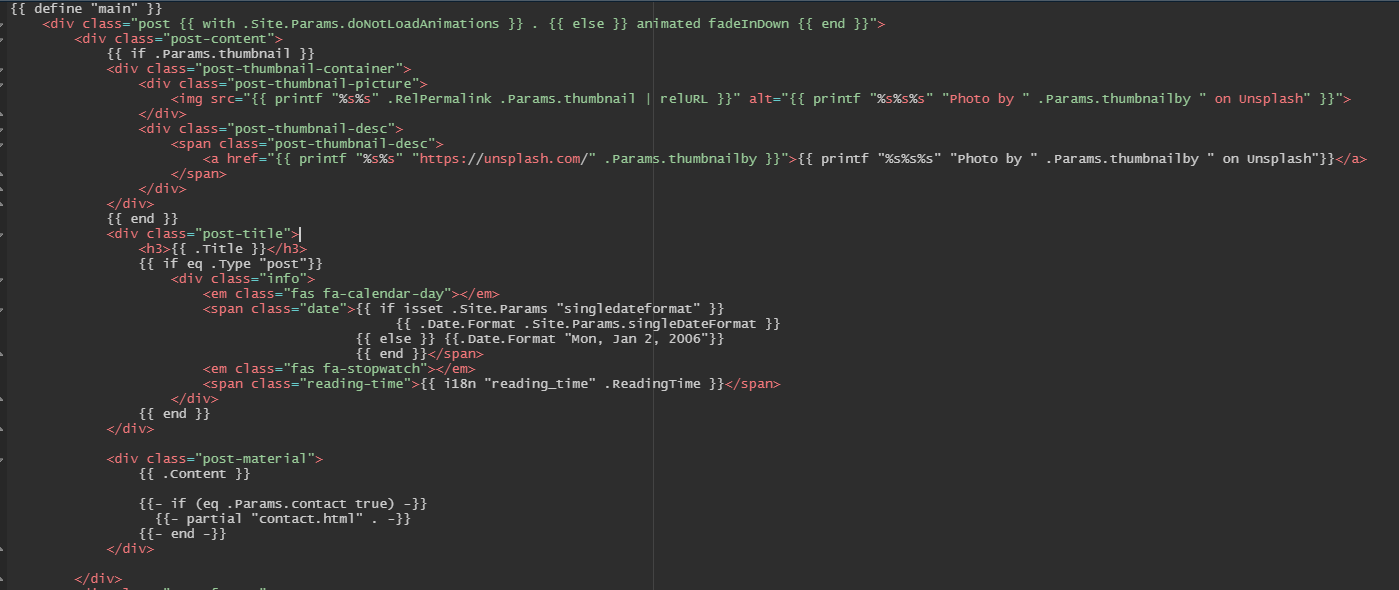 {{ define "main" }}
<div class="post {{ with .Site.Params.doNotLoadAnimations }} . {{ else }} animated fadeInDown {{ end }}">
<div class="post-content">
{{ if .Params.thumbnail }}
<div class="post-thumbnail-container">
<div class="post-thumbnail-picture">
<img src="{{ printf "%s%s" .RelPermalink .Params.thumbnail | relURL }}" alt="{{ printf "%s%s%s" "Photo by " .Params.thumbnailby " on Unsplash" }}">
</div>
<div class="post-thumbnail-desc">
<span class="post-thumbnail-desc">
<a href="{{ printf "%s%s" "https://unsplash.com/" .Params.thumbnailby }}">{{ printf "%s%s%s" "Photo by " .Params.thumbnailby " on Unsplash"}}</a>
</span>
</div>
</div>
{{ end }}
<div class="post-title">
<h3>{{ .Title }}</h3>
{{ if eq .Type "post"}}
<div class="info">
<em class="fas fa-calendar-day"></em>
<span class="date">{{ if isset .Site.Params "singledateformat" }}
{{ .Date.Format .Site.Params.singleDateFormat }}
{{ else }} {{.Date.Format "Mon, Jan 2, 2006"}}
{{ end }}</span>
<em class="fas fa-stopwatch"></em>
<span class="reading-time">{{ i18n "reading_time" .ReadingTime }}</span>
</div>
{{ end }}
</div>
<div class="post-material">
{{ .Content }}
{{- if (eq .Params.contact true) -}}
{{- partial "contact.html" . -}}
{{- end -}}
</div>
</div>